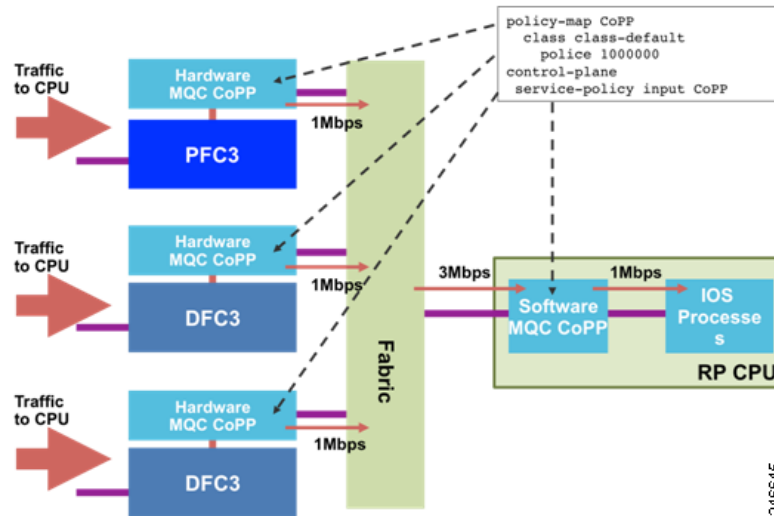 policy-map CoPP
class class-default
police 1000000
control-plane
service-policy input CoPP
Traffic
to CPU
Hardware
MQC CoPP
1Mbps
PFC3
Traffic
to CPU
Hardware
MQC CoPP
1Mbps
DFC3
Traffic
to CPU
Hardware
MQC CoPP
1Mbps
DFC3
Fabric
3Mbps
Software
MQC CoPP
1Mbps
IOS
Processe
s
RP CPU